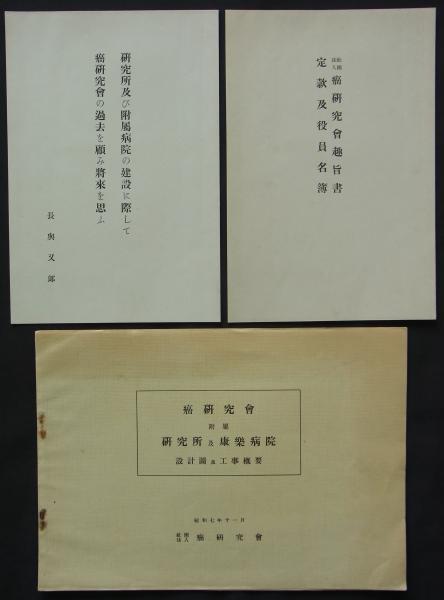 研究所及び附屬病院の建設に際して
癌研究會の過去を顧み將來を思ふ
長與又郎
社團法人 癌研究會趣旨書
定款及役員名簿
癌研究會
附屬
研究所及康樂病院
設計圖及工事概要
昭和七年十一月
社團法人 癌研究會